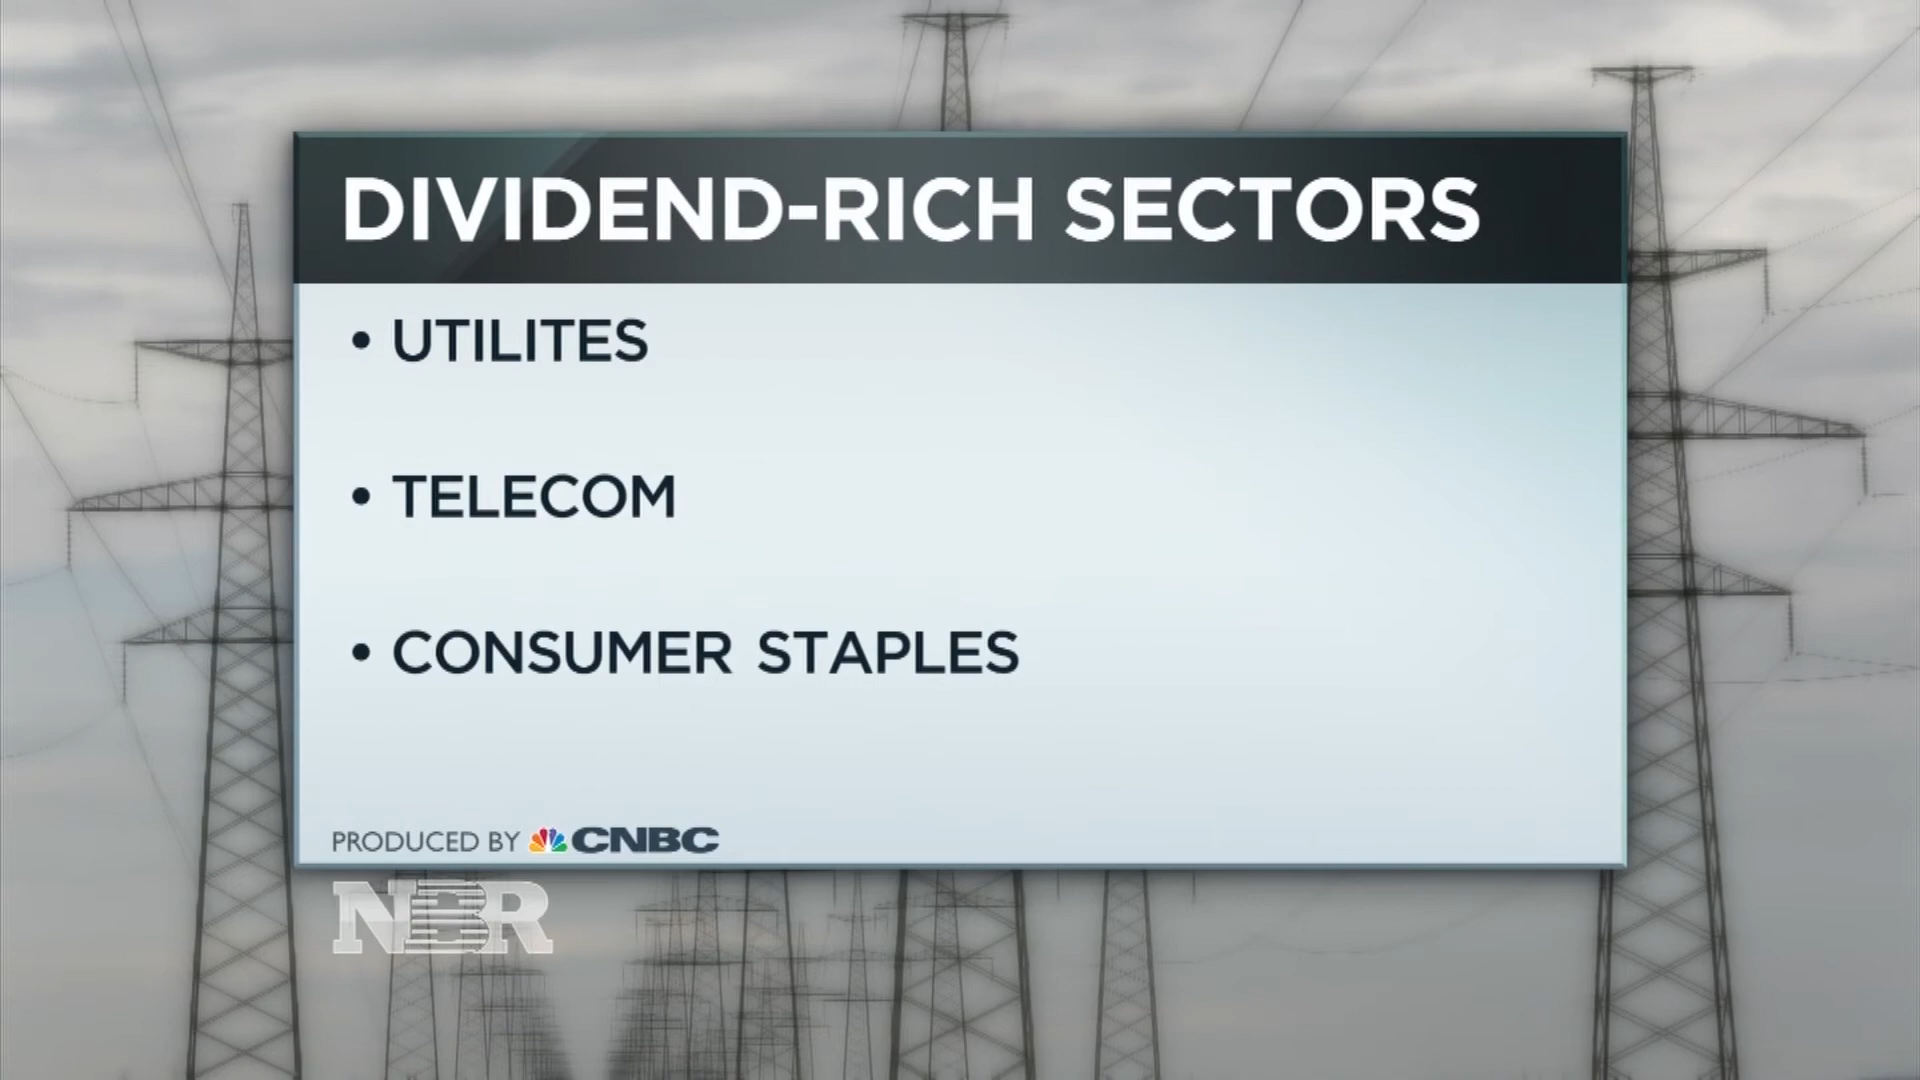 DIVIDEND-RICH SECTORS
• UTILITES
• TELECOM
• CONSUMER STAPLES
PRODUCED BY CNBC
NBR